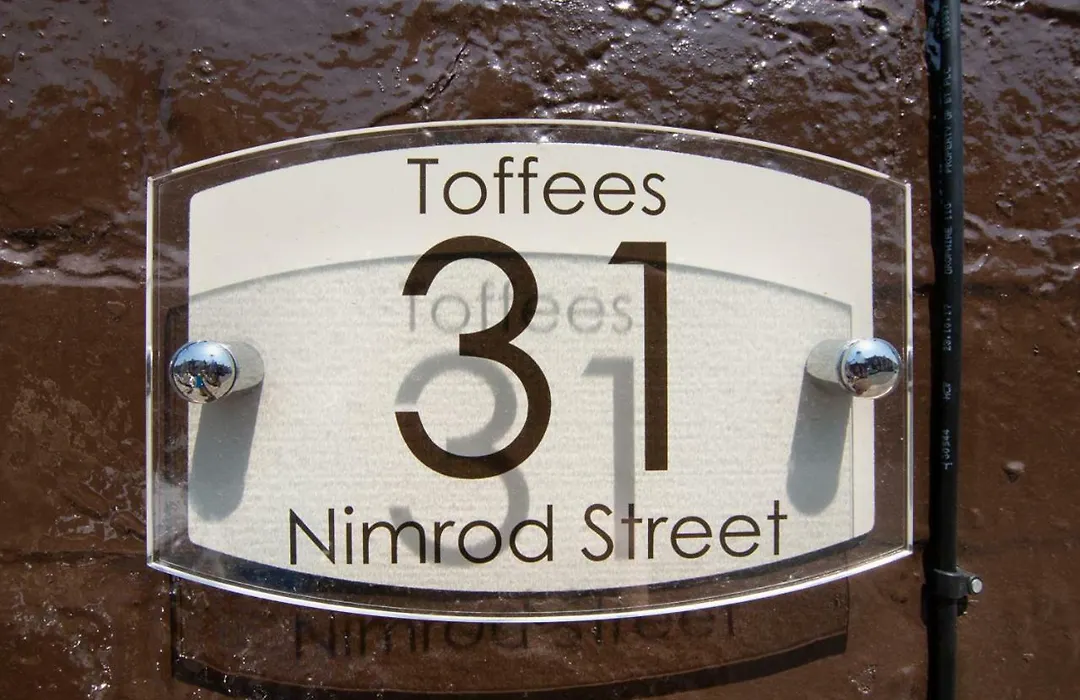 Toffees
31
Nimrod Street